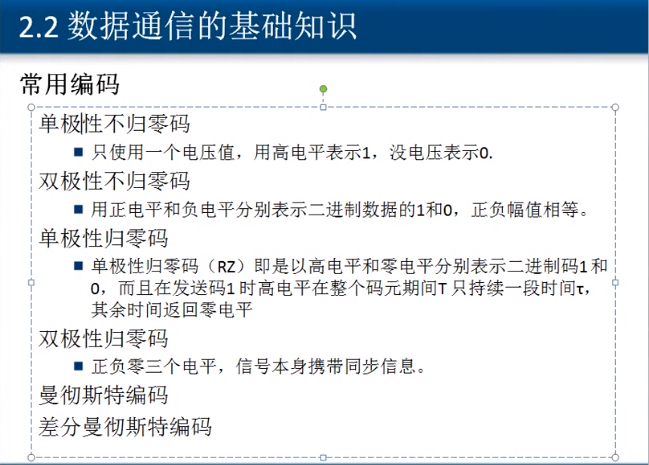 2.2 数据通信的基础知识
常用编码
单极性不归零码
只使用一个电压值，用高电平表示1，没电压表示0.
双极性不归零码
用正电平和负电平分别表示二进制数据的1和0，正负幅值相等。
单极性归零码
单极性归零码（RZ）即是以高电平和零电平分别表示二进制码1 和
0，而且在发送码1 时高电平在整个码元期间T 只持续一段时间τ，
其余时间返回零电平
双极性归零码
正负零三个电平，信号本身携带同步信息。
曼彻斯特编码
差分曼彻斯特编码